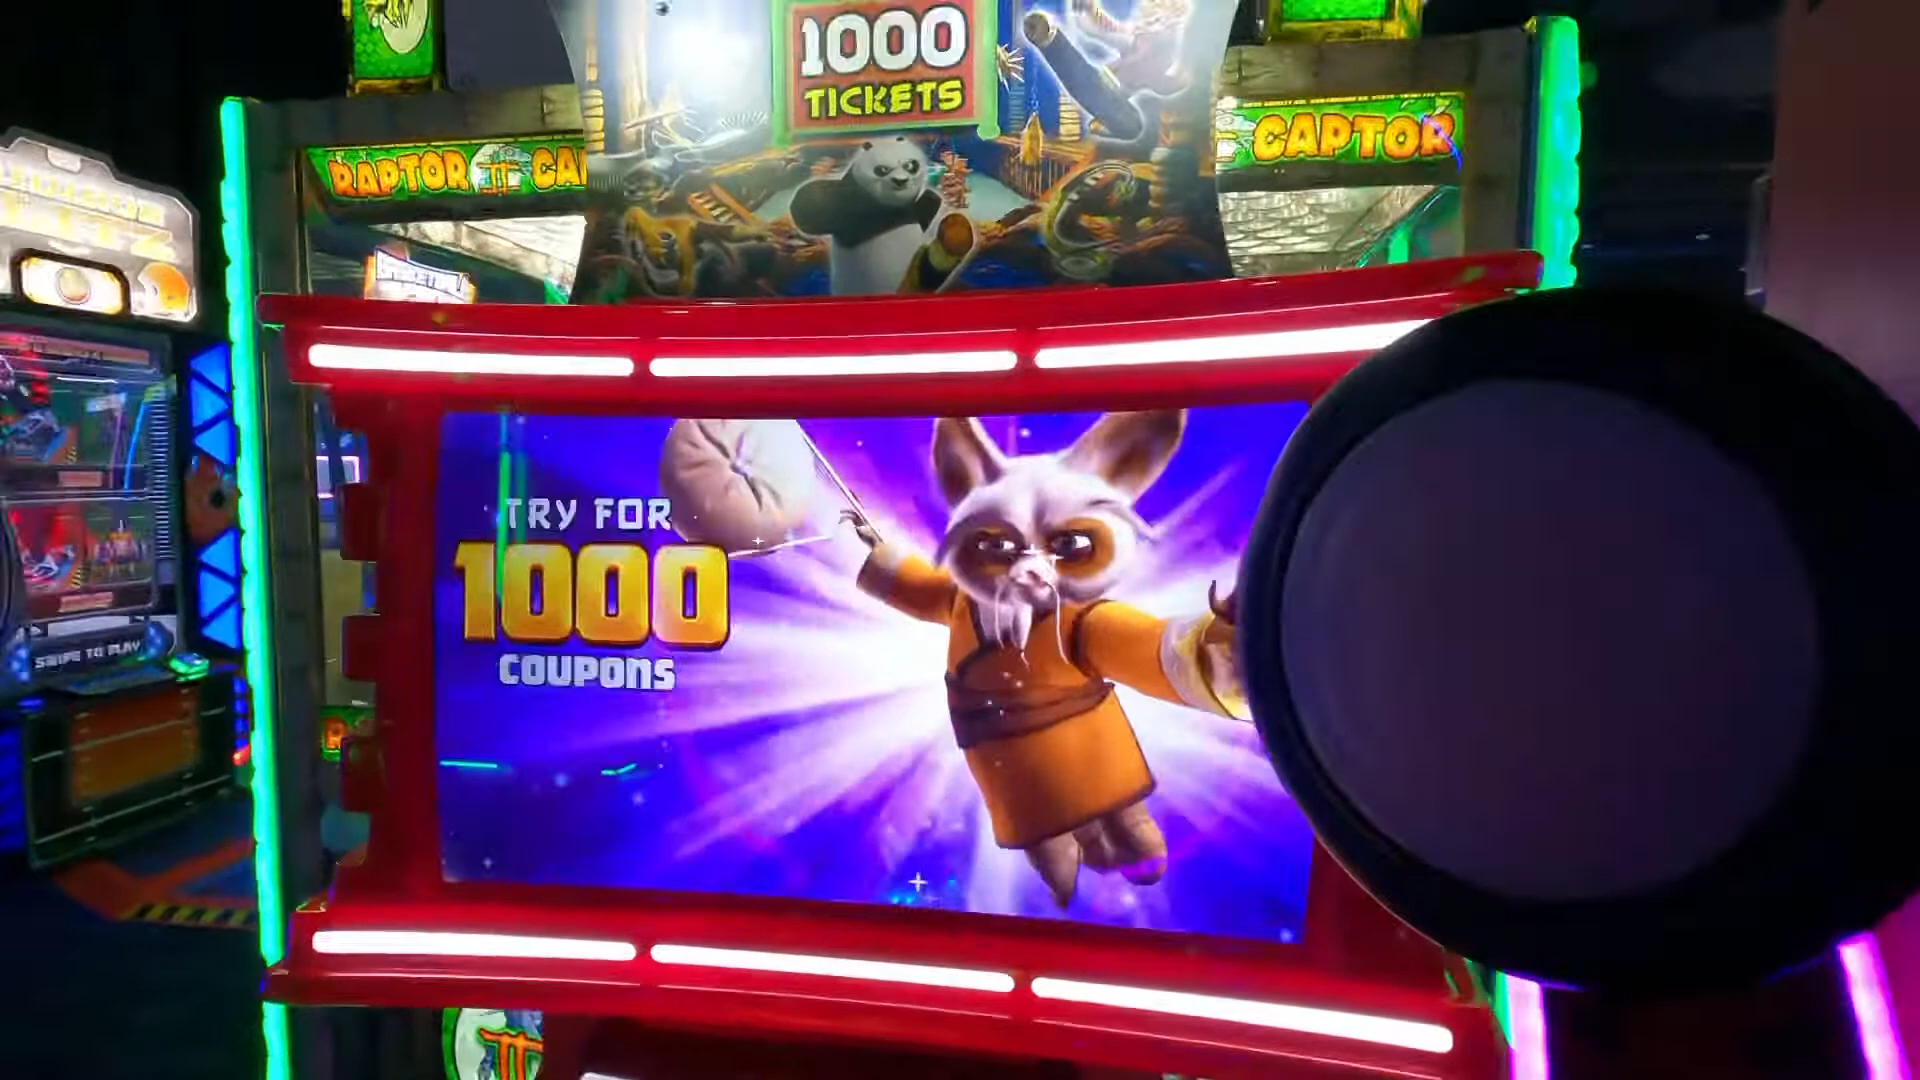 1000
TICKETS
RAPTOR
CAPTOR
TRY FOR
1000
COUPONS
SWIPE TO PLAY